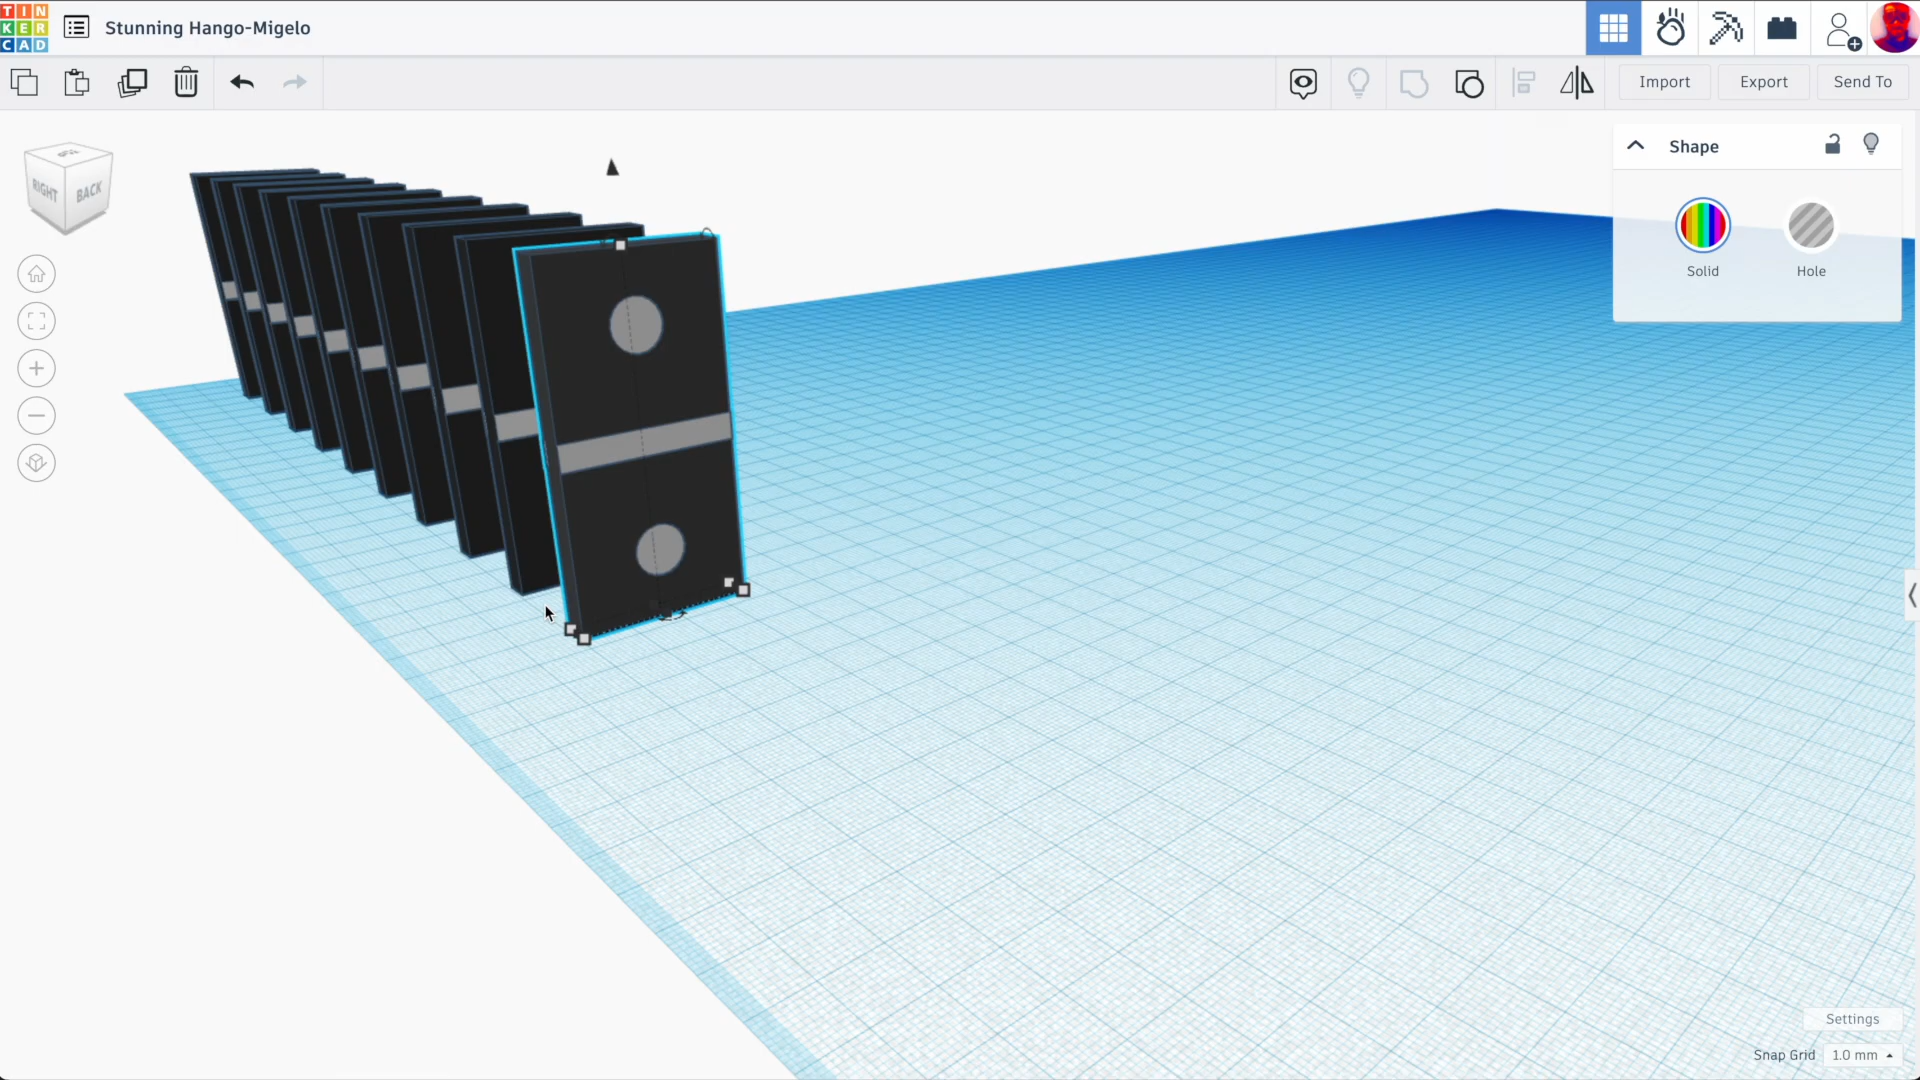 TIN
KER
CAD
Stunning Hango-Migelo
Import
Export
Send To
TOP
RIGHT
BACK
Shape
Solid
Hole
Settings
Snap Grid
1.0 mm